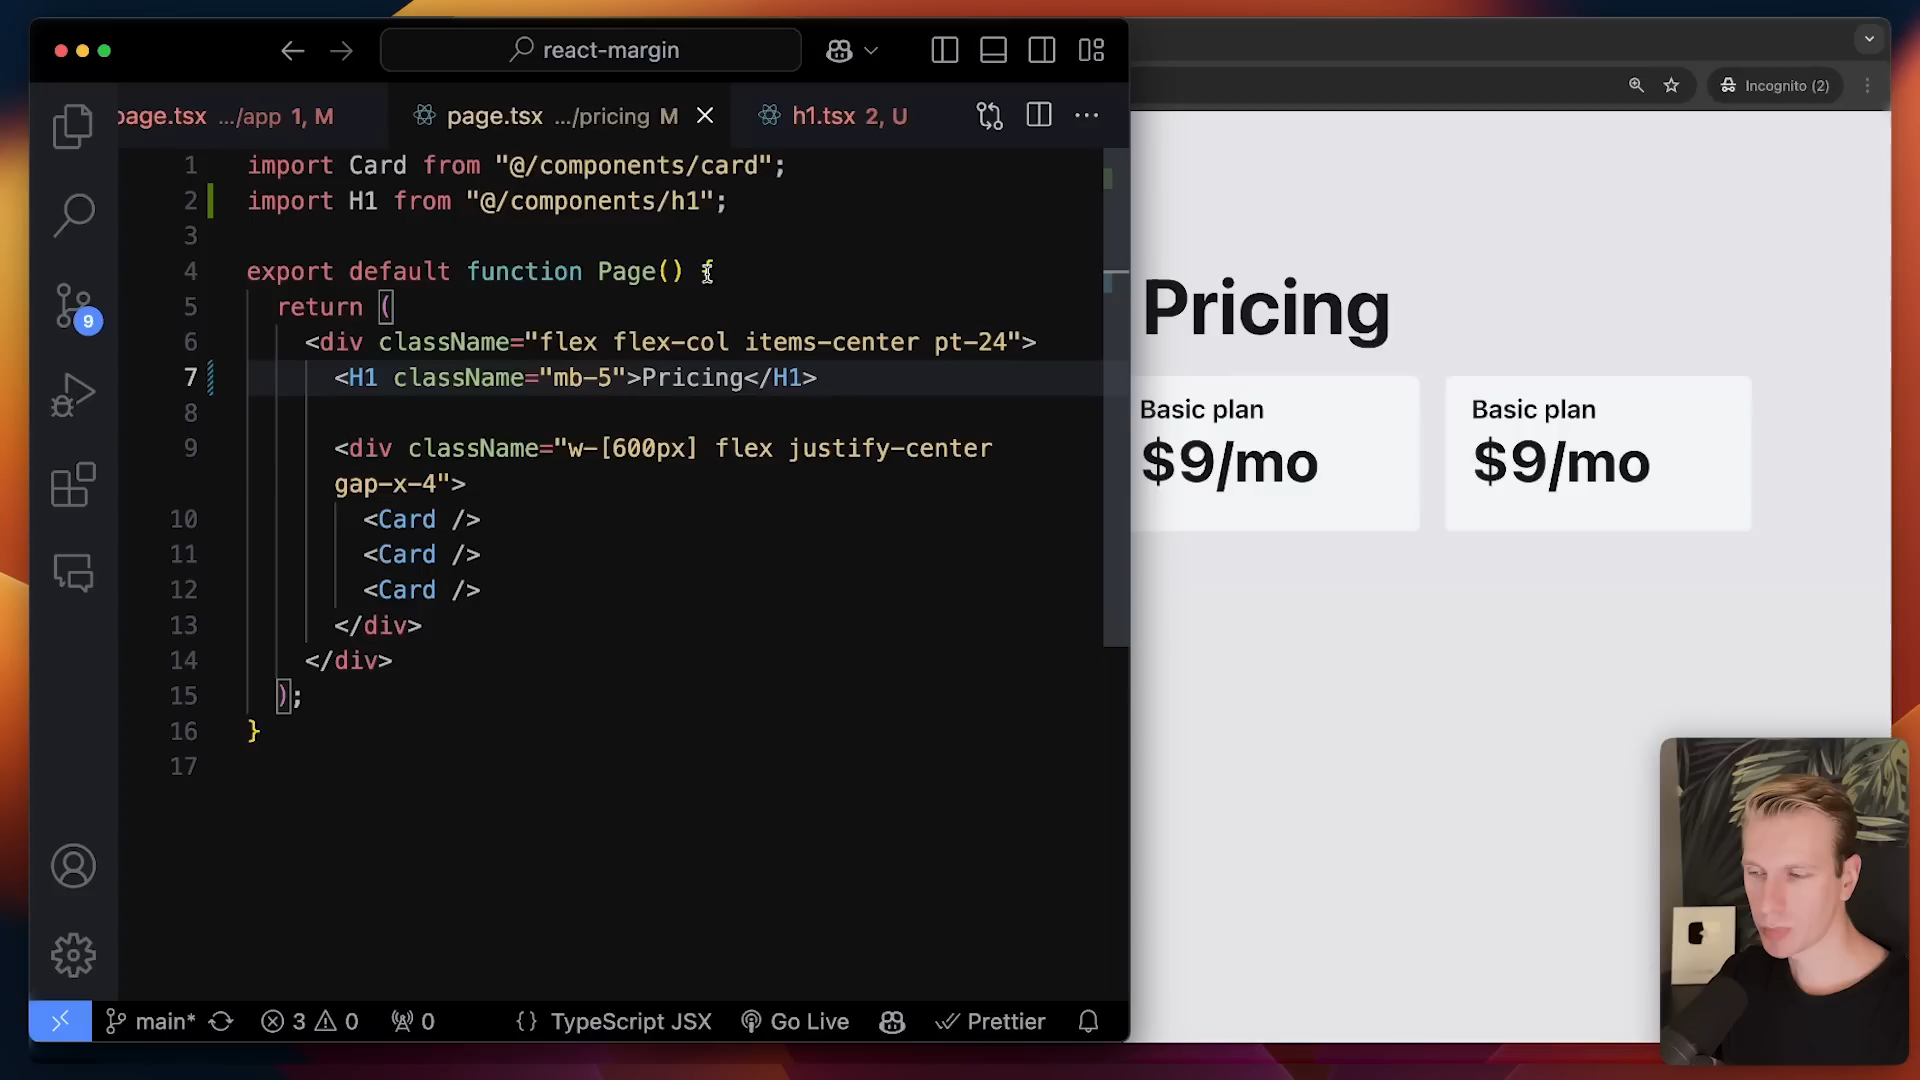 react-margin
Incognito (2)
page.tsx .../app 1, M
page.tsx .../pricing M
h1.tsx 2, U
1 import Card from "@/components/card";
2 import H1 from "@/components/h1";
3
4 export default function Page() {
5 return (
6 <div className="flex flex-col items-center pt-24">
7 <H1 className="mb-5">Pricing</H1>
8
9 <div className="w-[600px] flex justify-center
gap-x-4">
10 <Card />
11 <Card />
12 <Card />
13 </div>
14 </div>
15 );
16 }
17
9
Pricing
Basic plan
$9/mo
Basic plan
$9/mo
main* 3 0 0 {} TypeScript JSX Go Live Prettier